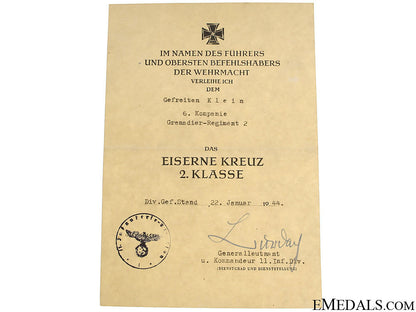 IM NAMEN DES FÜHRERS
UND OBERSTEN BEFEHLSHABERS
DER WEHRMACHT
VERLEIHE ICH
DEM
Gefreiten Klein
6. Kompanie
Grenadier-Regiment 2
DAS
EISERNE KREUZ
2. KLASSE
Div.Gef.Stand 22. Januar 1944.
Generalleutnant
u. Kommandeur 11.Inf.Div.
(DIENSTGRAD UND DIENSTSTELLUNG)
EMEDALS.COM